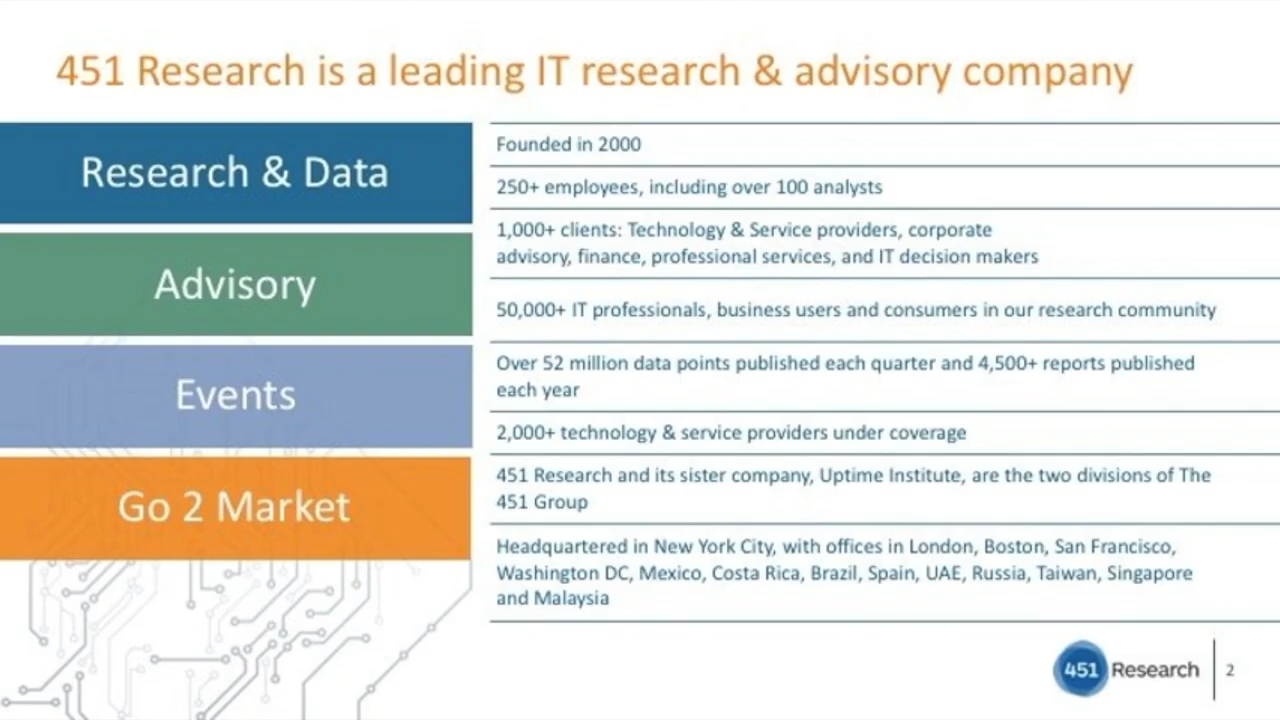 451 Research is a leading IT research & advisory company
Research & Data
Advisory
Events
Go 2 Market
Founded in 2000
250+ employees, including over 100 analysts
1,000+ clients: Technology & Service providers, corporate
advisory, finance, professional services, and IT decision makers
50,000+ IT professionals, business users and consumers in our research community
Over 52 million data points published each quarter and 4,500+ reports published
each year
2,000+ technology & service providers under coverage
451 Research and its sister company, Uptime Institute, are the two divisions of The
451 Group
Headquartered in New York City, with offices in London, Boston, San Francisco,
Washington DC, Mexico, Costa Rica, Brazil, Spain, UAE, Russia, Taiwan, Singapore
and Malaysia
451 Research
2